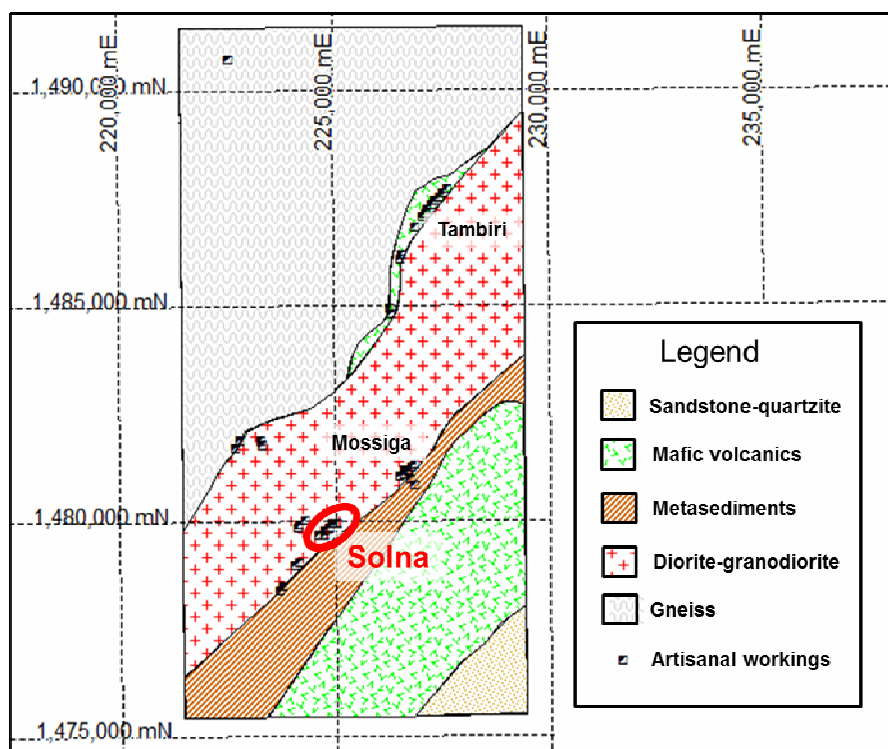 220,000 mE
225,000 mE
230,000 mE
235,000 mE
1,490,000 mN
Tambiri
1,485,000 mN
Mossiga
1,480,000 mN
Solna
1,475,000 mN
Legend
Sandstone-quartzite
Mafic volcanics
Metasediments
Diorite-granodiorite
Gneiss
Artisanal workings